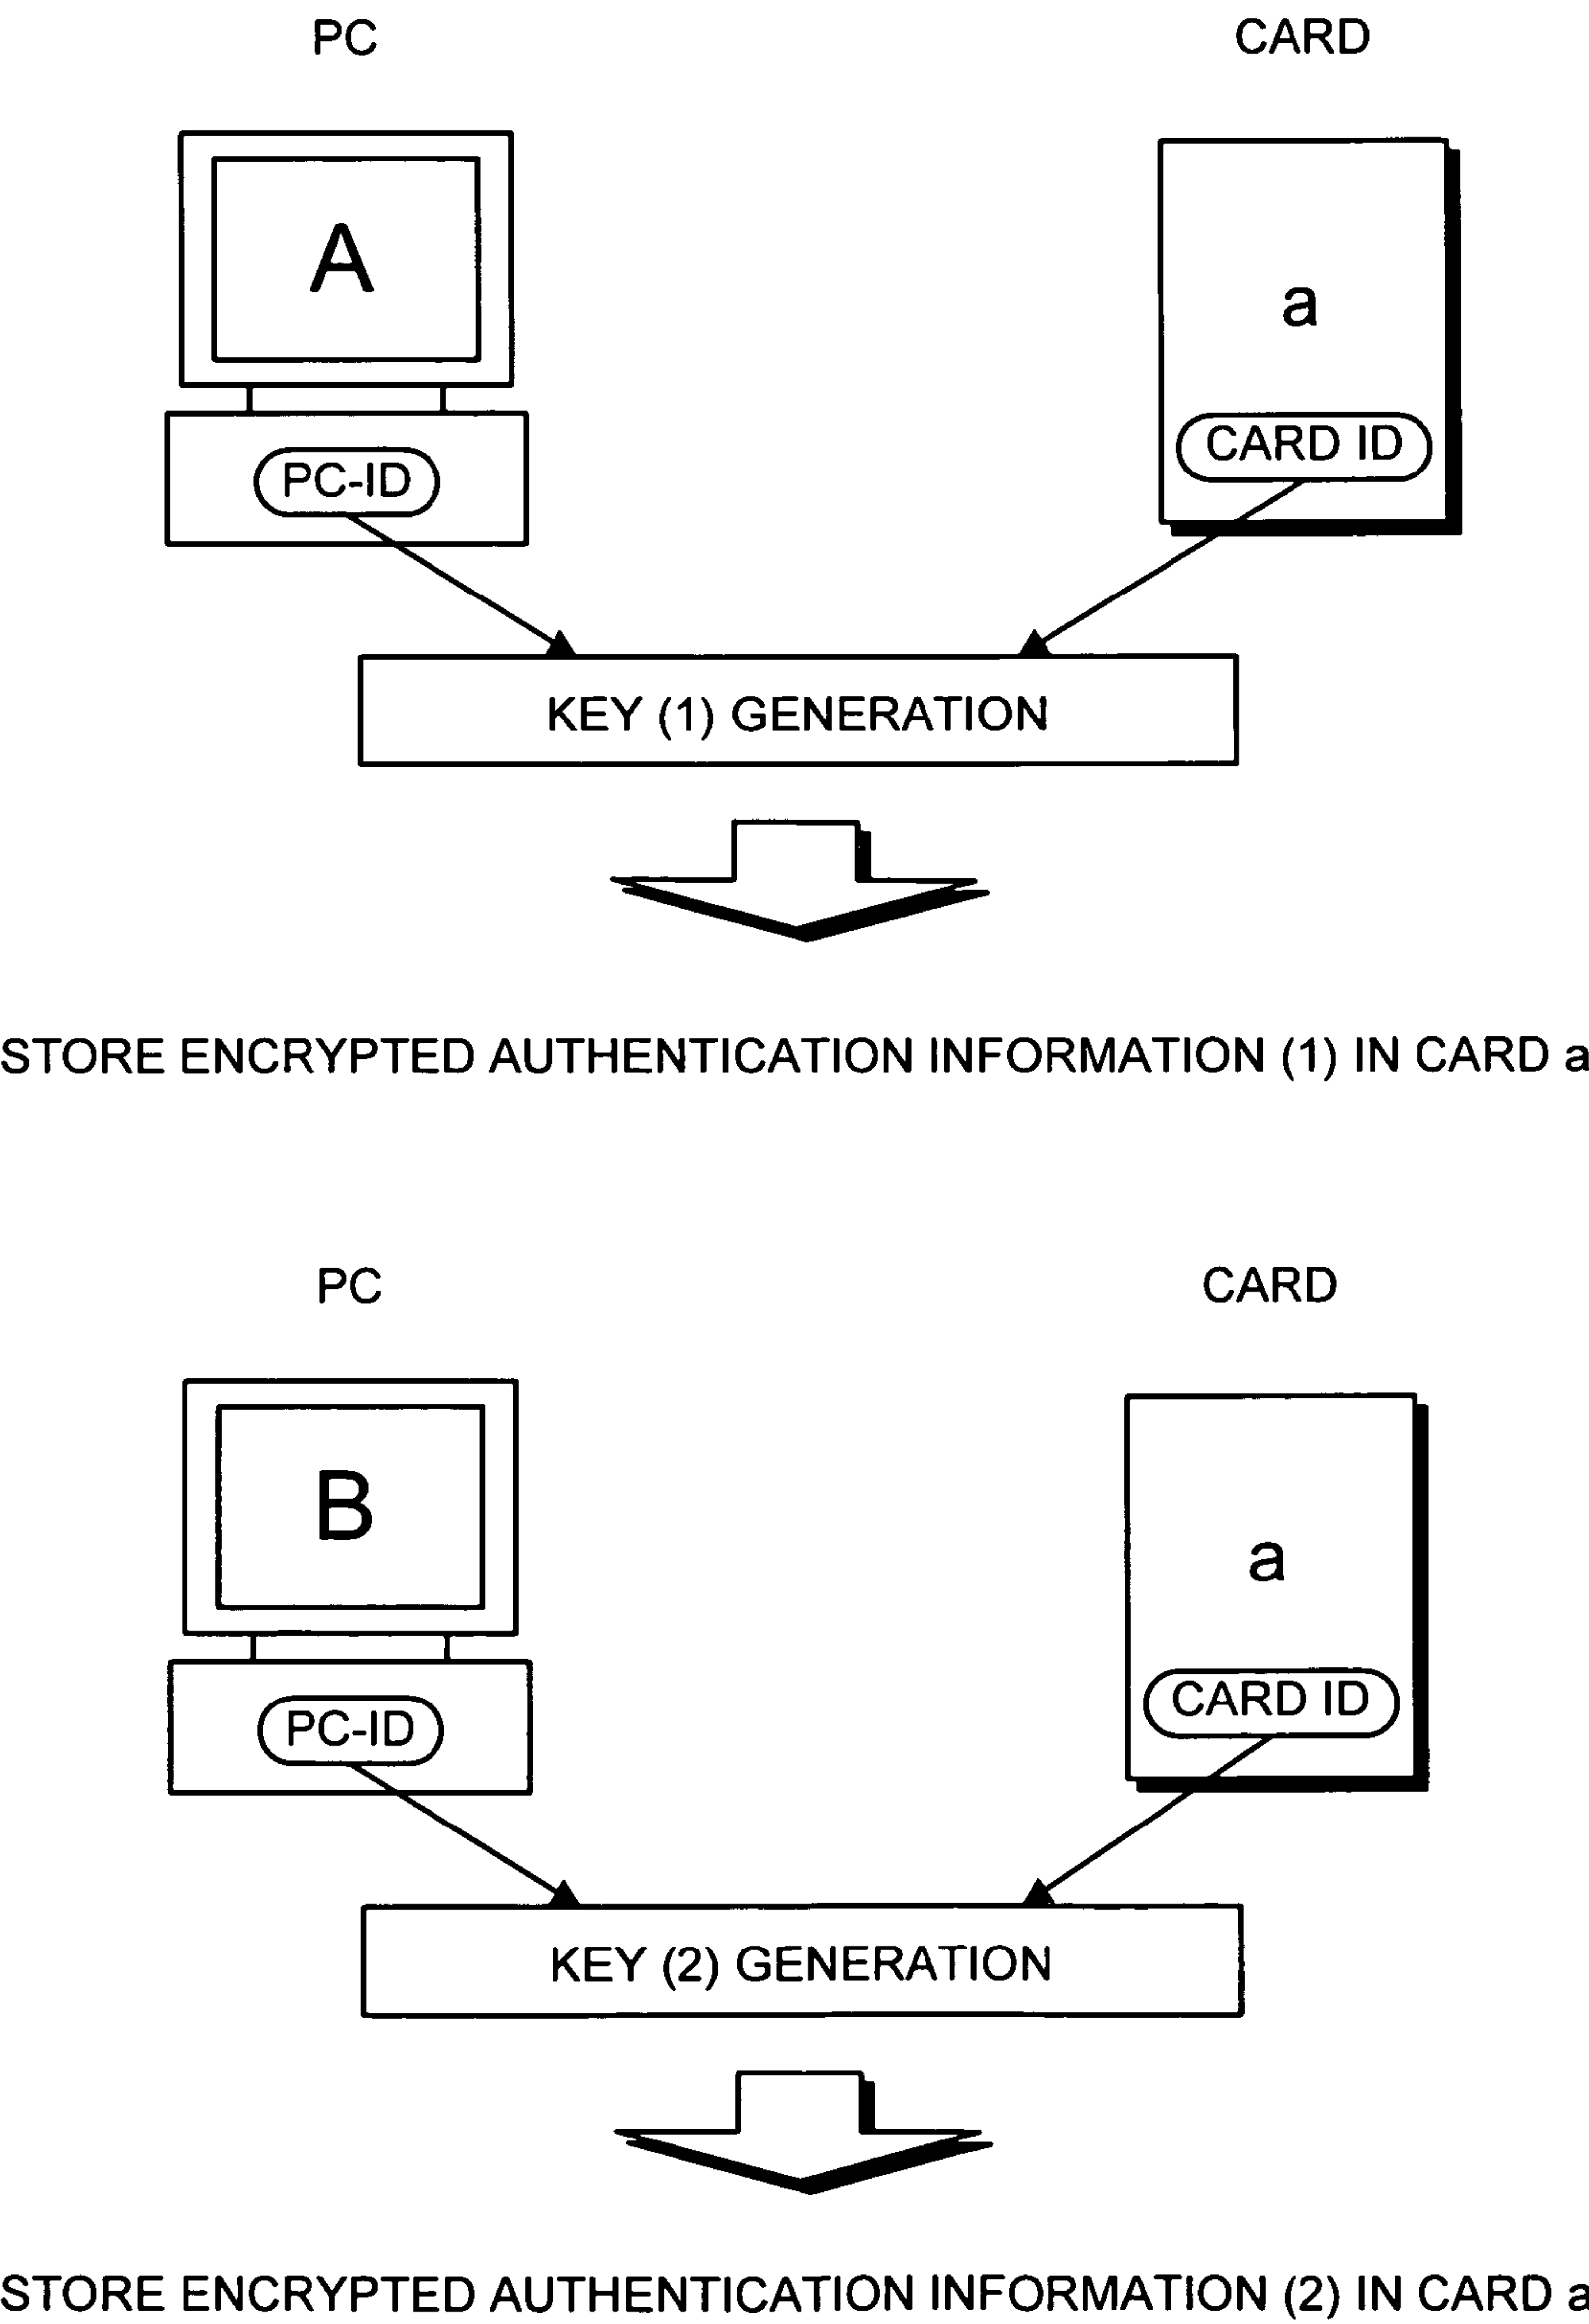 PC CARD
A
a
CARD ID
PC-ID
KEY (1) GENERATION
STORE ENCRYPTED AUTHENTICATION INFORMATION (1) IN CARD a
PC CARD
B
a
CARD ID
PC-ID
KEY (2) GENERATION
STORE ENCRYPTED AUTHENTICATION INFORMATION (2) IN CARD a